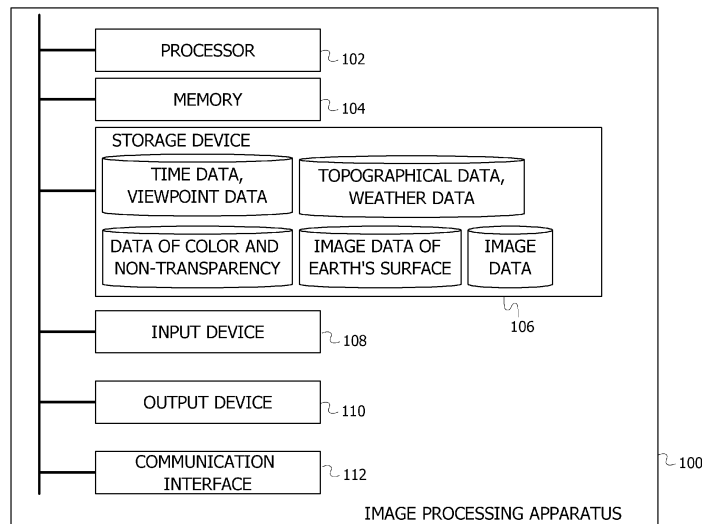 PROCESSOR
102
MEMORY
104
STORAGE DEVICE
TIME DATA,
VIEWPOINT DATA
TOPOGRAPHICAL DATA,
WEATHER DATA
DATA OF COLOR AND
NON-TRANSPARENCY
IMAGE DATA OF
EARTH'S SURFACE
IMAGE
DATA
106
INPUT DEVICE
108
OUTPUT DEVICE
110
COMMUNICATION
INTERFACE
112
100
IMAGE PROCESSING APPARATUS